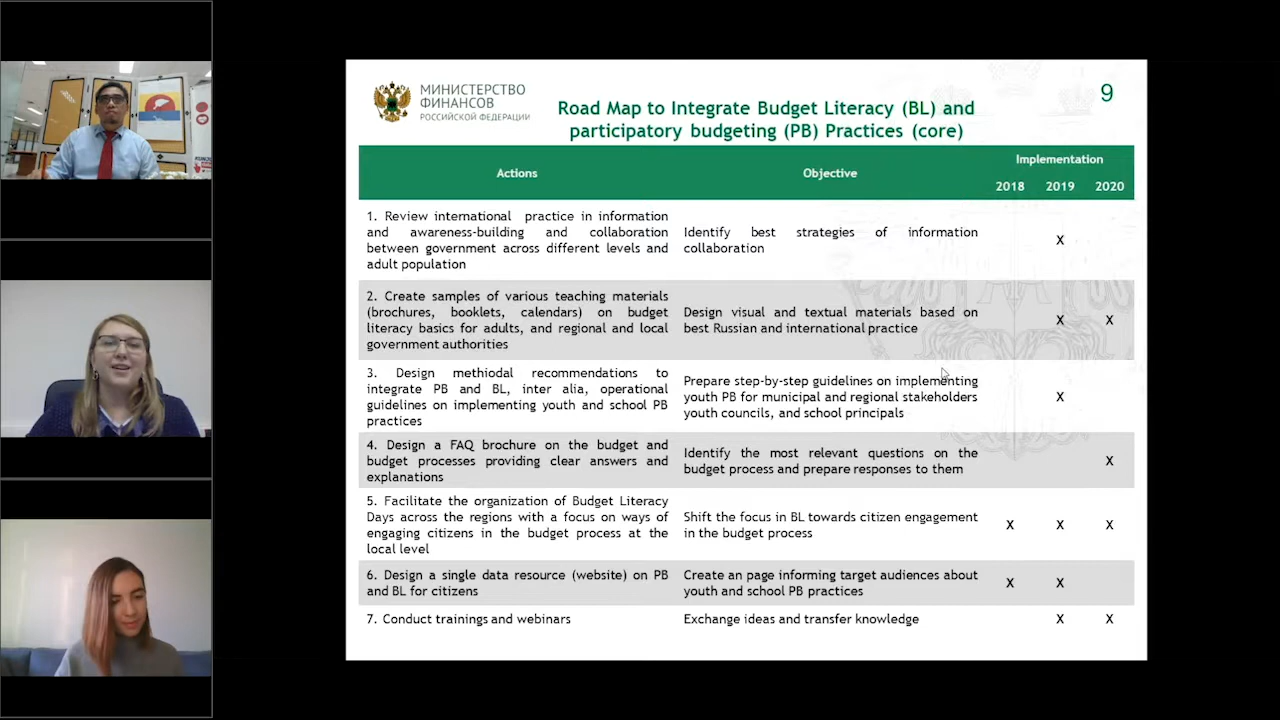 МИНИСТЕРСТВО
ФИНАНСОВ
РОССИЙСКОЙ ФЕДЕРАЦИИ
9
Road Map to Integrate Budget Literacy (BL) and
participatory budgeting (PB) Practices (core)
Actions
Objective
Implementation
2018 2019 2020
1. Review international practice in information
and awareness-building and collaboration
between government across different levels and
adult population
Identify best strategies of information
collaboration
X
2. Create samples of various teaching materials
(brochures, booklets, calendars) on budget
literacy basics for adults, and regional and local
government authorities
Design visual and textual materials based on
best Russian and international practice
X X
3. Design methiodal recommendations to
integrate PB and BL, inter alia, operational
guidelines on implementing youth and school PB
practices
Prepare step-by-step guidelines on implementing
youth PB for municipal and regional stakeholders
youth councils, and school principals
X
4. Design a FAQ brochure on the budget and
budget processes providing clear answers and
explanations
Identify the most relevant questions on the
budget process and prepare responses to them
X
5. Facilitate the organization of Budget Literacy
Days across the regions with a focus on ways of
engaging citizens in the budget process at the
local level
Shift the focus in BL towards citizen engagement
in the budget process
X X X
6. Design a single data resource (website) on PB
and BL for citizens
Create an page informing target audiences about
youth and school PB practices
X X
7. Conduct trainings and webinars
Exchange ideas and transfer knowledge
X X